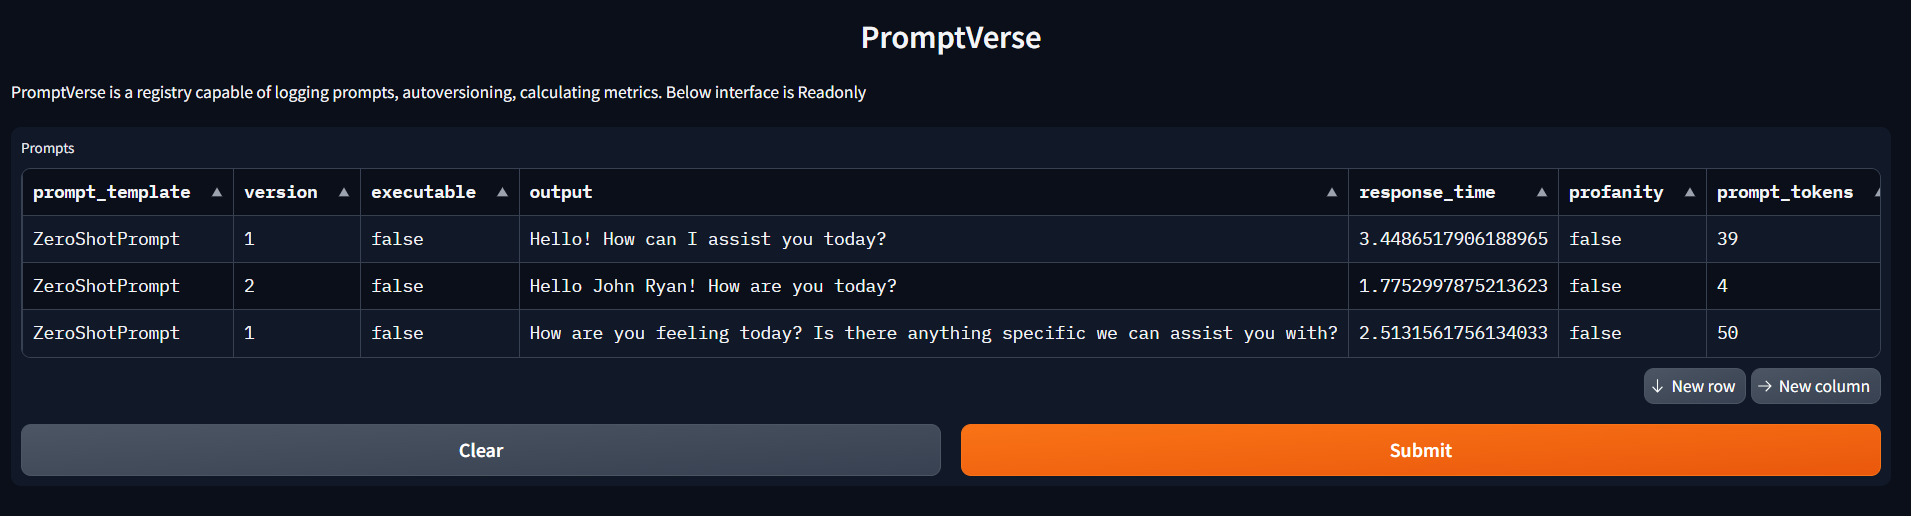 PromptVerse
PromptVerse is a registry capable of logging prompts, autoversioning, calculating metrics. Below interface is Readonly
Prompts
prompt_template version executable output response_time profanity prompt_tokens
ZeroShotPrompt 1 false Hello! How can I assist you today? 3.4486517906188965 false 39
ZeroShotPrompt 2 false Hello John Ryan! How are you today? 1.7752997875213623 false 4
ZeroShotPrompt 1 false How are you feeling today? Is there anything specific we can assist you with? 2.5131561756134033 false 50
New row New column
Clear Submit